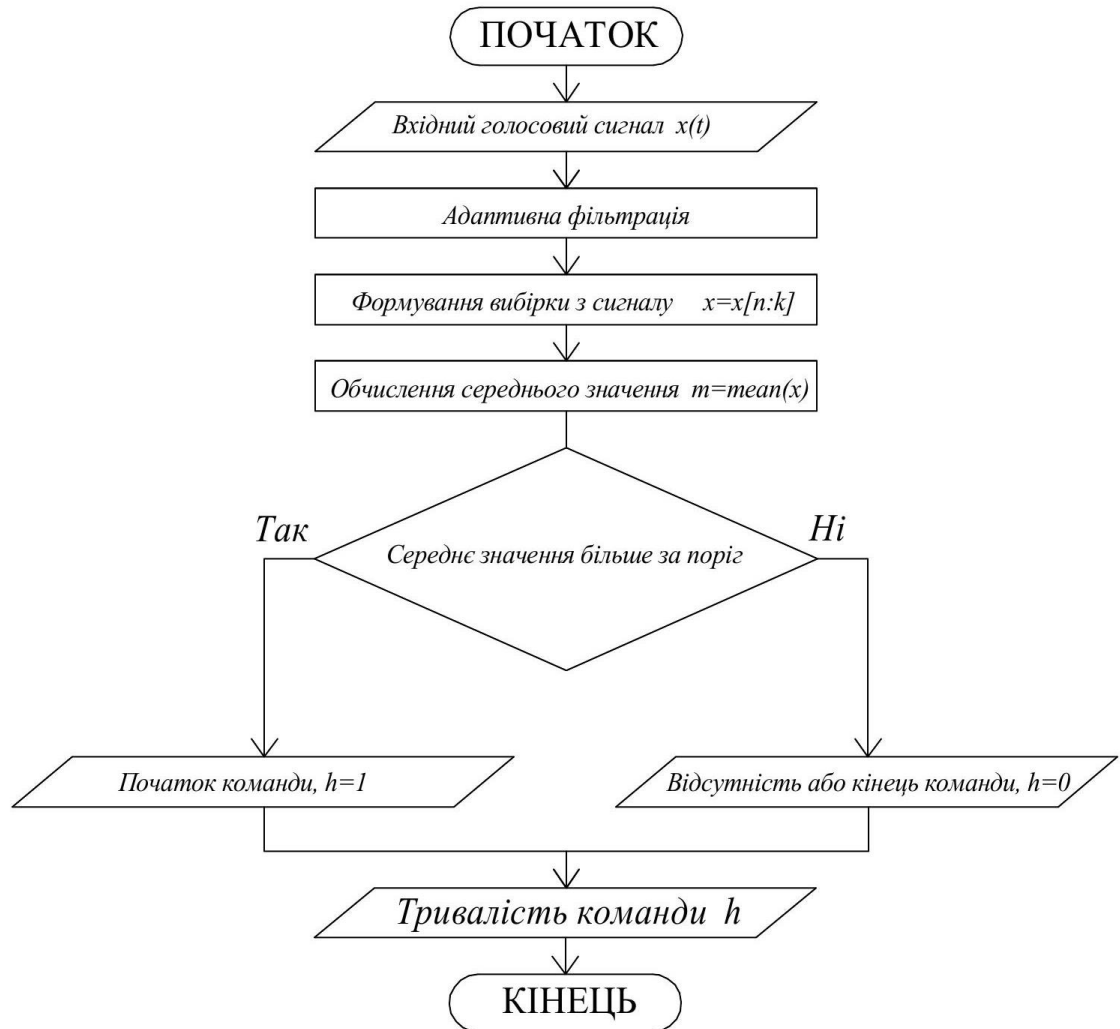 ПОЧАТОК
Вхідний голосовий сигнал x(t)
Адаптивна фільтрація
Формування вибірки з сигналу x=x[n:k]
Обчислення середнього значення m=mean(x)
Так
Ні
Середнє значення більше за поріг
Початок команди, h=1
Відсутність або кінець команди, h=0
Тривалість команди h
КІНЕЦЬ